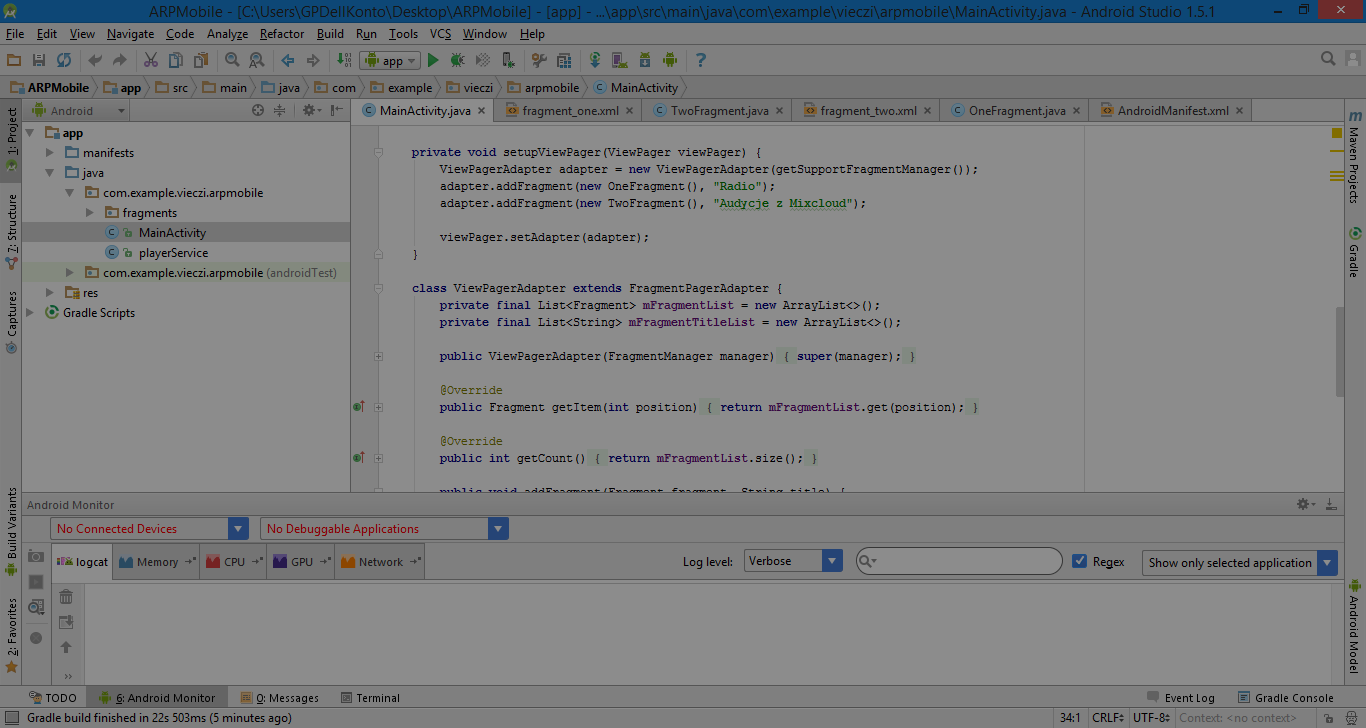 ARPMobile - [C:\Users\GPDellKonto\Desktop\ARPMobile] - [app] - ...\app\src\main\java\com\example\vieczi\arpmobile\MainActivity.java - Android Studio 1.5.1
File Edit View Navigate Code Analyze Refactor Build Run Tools VCS Window Help
app
ARPMobile app src main java com example vieczi arpmobile MainActivity
Android
MainActivity.java fragment_one.xml TwoFragment.java fragment_two.xml OneFragment.java AndroidManifest.xml
1: Project
7: Structure
Captures
Build Variants
2: Favorites
app
manifests
java
com.example.vieczi.arpmobile
fragments
MainActivity
playerService
com.example.vieczi.arpmobile (androidTest)
res
Gradle Scripts
private void setupViewPager(ViewPager viewPager) {
ViewPagerAdapter adapter = new ViewPagerAdapter(getSupportFragmentManager());
adapter.addFragment(new OneFragment(), "Radio");
adapter.addFragment(new TwoFragment(), "Audycje z Mixcloud");
viewPager.setAdapter(adapter);
}
class ViewPagerAdapter extends FragmentPagerAdapter {
private final List<Fragment> mFragmentList = new ArrayList<>();
private final List<String> mFragmentTitleList = new ArrayList<>();
public ViewPagerAdapter(FragmentManager manager) { super(manager); }
@Override
public Fragment getItem(int position) { return mFragmentList.get(position); }
@Override
public int getCount() { return mFragmentList.size(); }
public void addFragment(Fragment fragment, String title) {
m Maven Projects
Gradle
Android Model
Android Monitor
No Connected Devices No Debuggable Applications
logcat Memory CPU GPU Network Log level: Verbose Regex Show only selected application
TODO 6: Android Monitor 0: Messages Terminal Event Log Gradle Console
Gradle build finished in 22s 503ms (5 minutes ago) 34:1 CRLF UTF-8 Context: <no context>